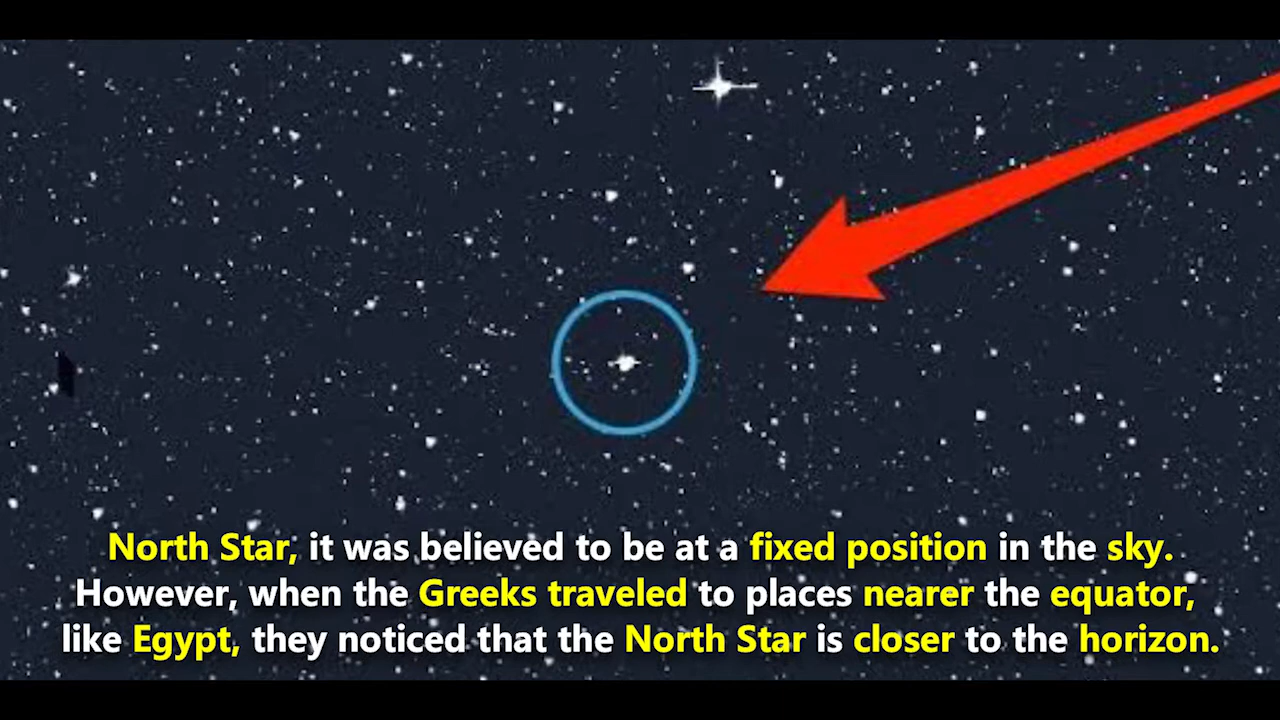 North Star, it was believed to be at a fixed position in the sky.
However, when the Greeks traveled to places nearer the equator,
like Egypt, they noticed that the North Star is closer to the horizon.